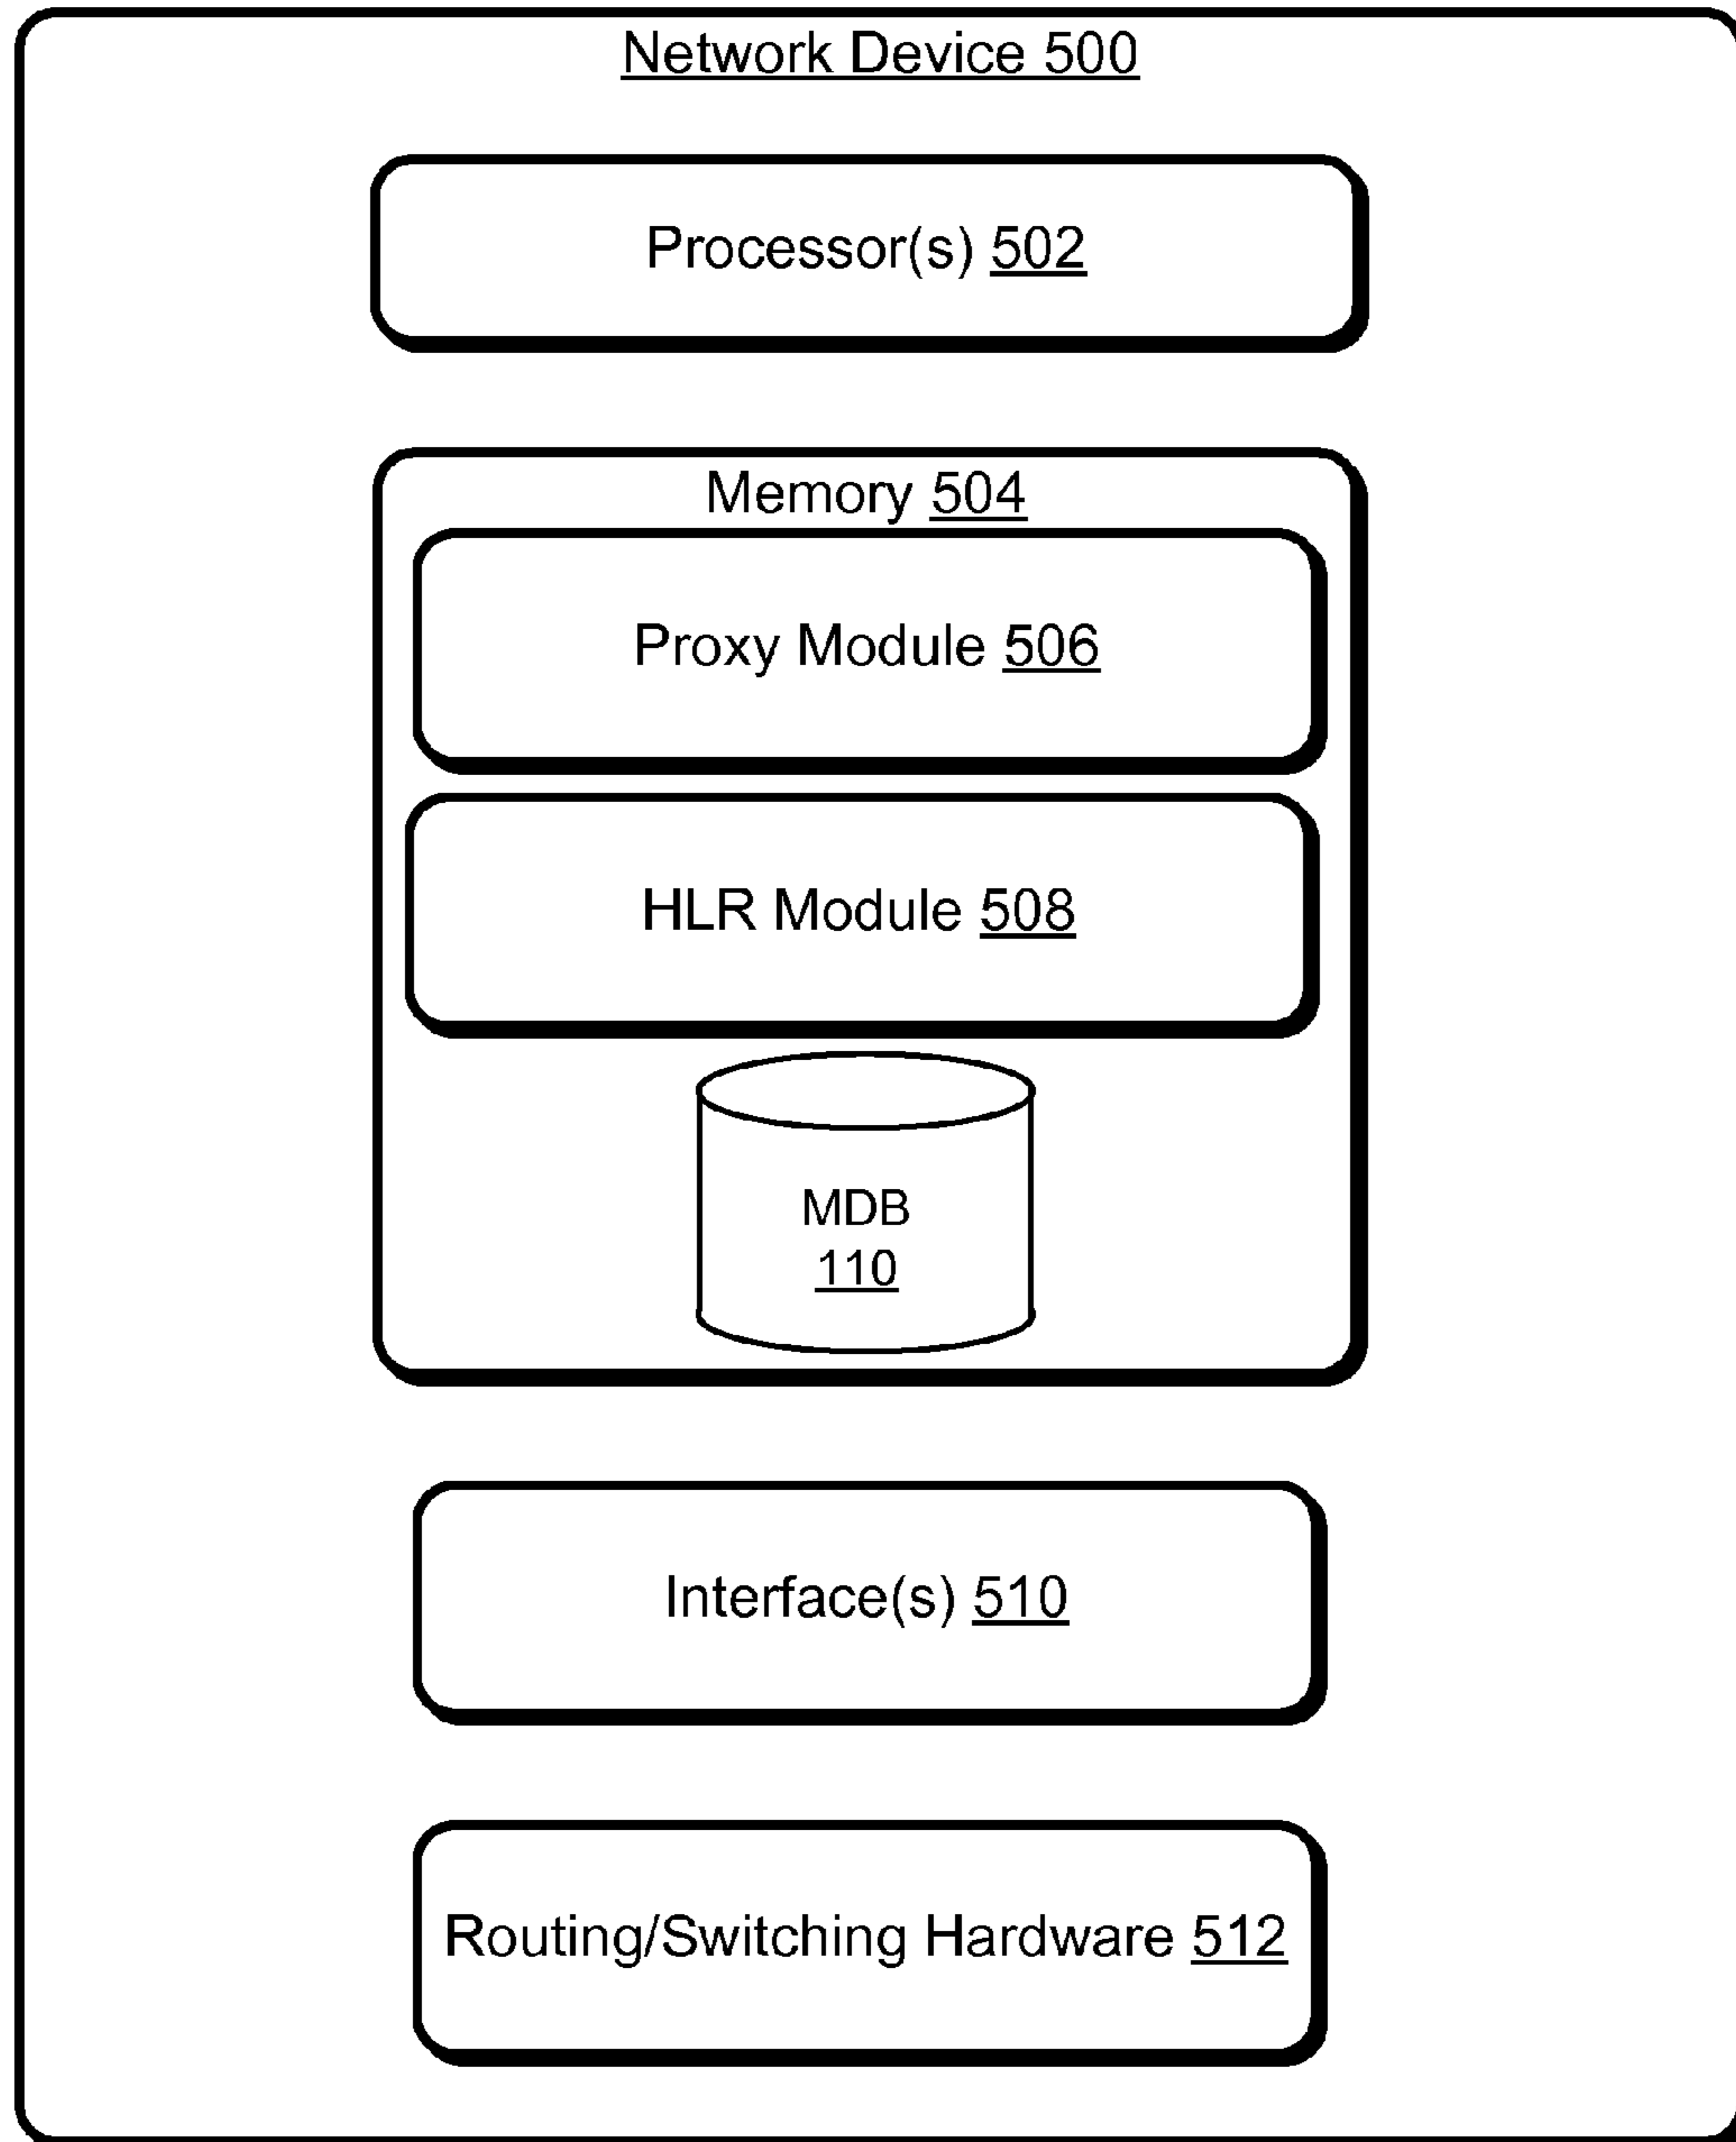 Network Device 500
Processor(s) 502
Memory 504
Proxy Module 506
HLR Module 508
MDB
110
Interface(s) 510
Routing/Switching Hardware 512